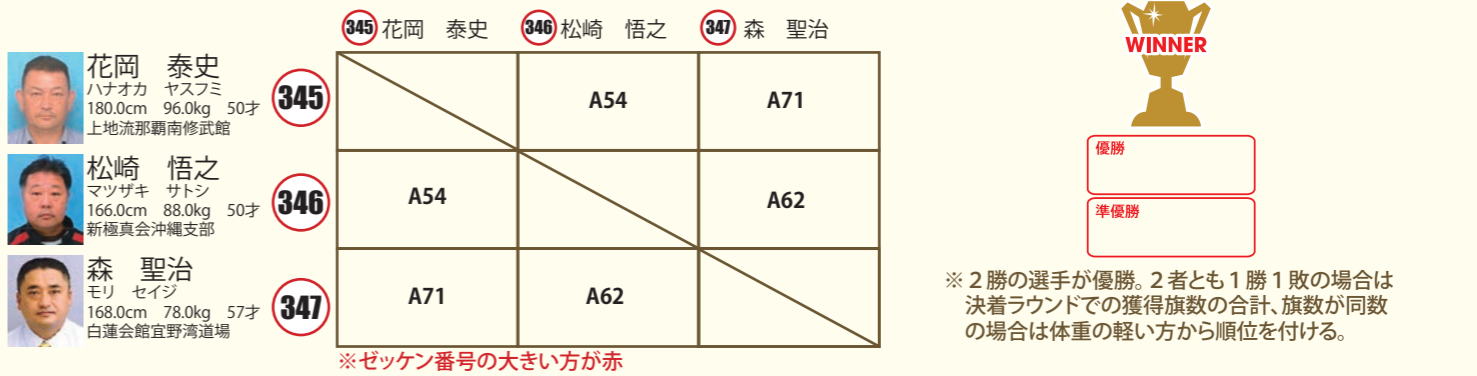 345 花岡　泰史　346 松崎　悟之　347 森　聖治
花岡　泰史
ハナオカ　ヤスフミ
180.0cm　96.0kg　50才
上地流那覇南修武館
345
A54　A71
松崎　悟之
マツザキ　サトシ
166.0cm　88.0kg　50才
新極真会沖縄支部
346
A54　A62
森　聖治
モリ　セイジ
168.0cm　78.0kg　57才
白蓮会館宜野湾道場
347
A71　A62
※ゼッケン番号の大きい方が赤
WINNER
優勝
準優勝
※２勝の選手が優勝。２者とも１勝１敗の場合は
決着ラウンドでの獲得旗数の合計、旗数が同数
の場合は体重の軽い方から順位を付ける。